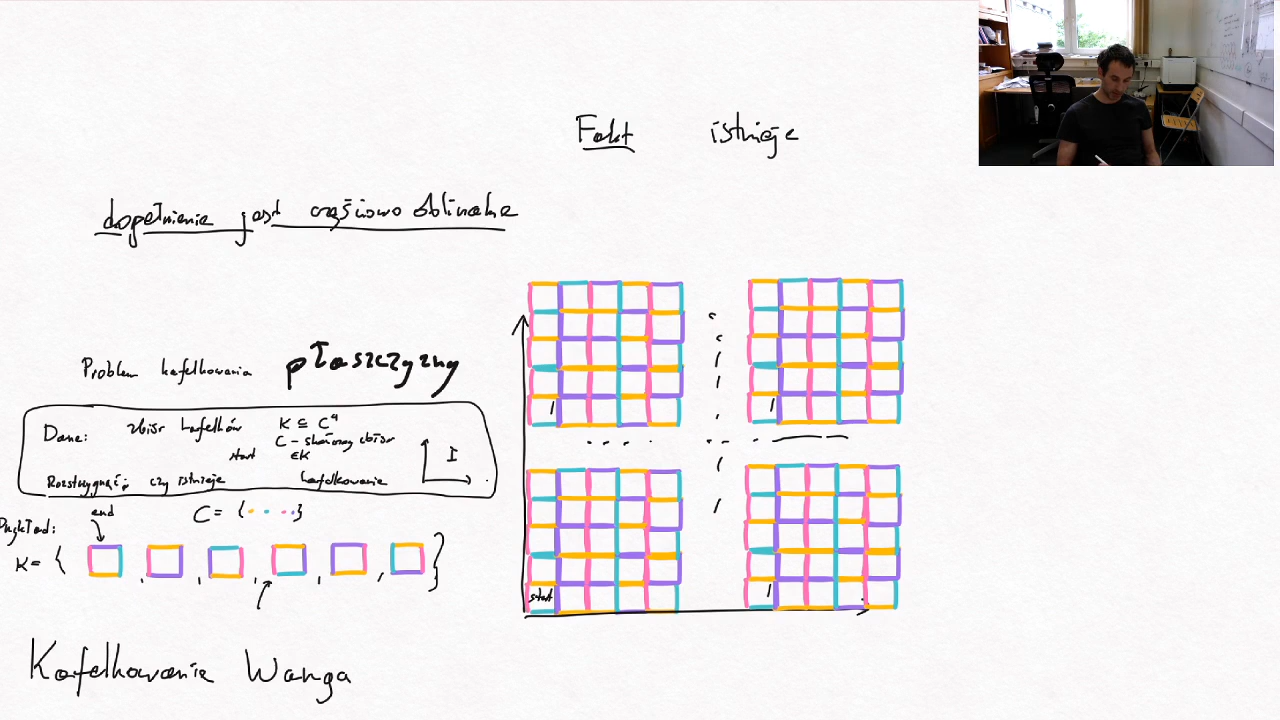 Fakt istnieje
dopełnienie jest częściowo obliczalne
Problem kafelkowania płaszczyzny
Dane: zbiór kafelków K ⊆ C⁴
C - skończony zbiór
start ∈ K
I
Rozstrzygnąć: czy istnieje kafelkowanie
end
C = { · · · · }
Przykład:
K = { , , , , , }
start
Kafelkowanie Wanga